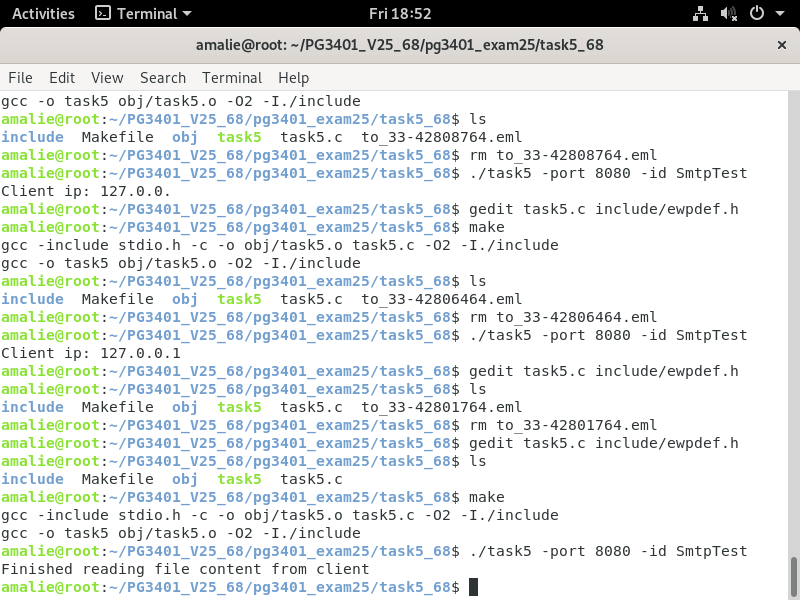 Activities Terminal Fri 18:52
amalie@root: ~/PG3401_V25_68/pg3401_exam25/task5_68 ×
File Edit View Search Terminal Help
gcc -o task5 obj/task5.o -O2 -I./include
amalie@root:~/PG3401_V25_68/pg3401_exam25/task5_68$ ls
include Makefile obj task5 task5.c to_33-42808764.eml
amalie@root:~/PG3401_V25_68/pg3401_exam25/task5_68$ rm to_33-42808764.eml
amalie@root:~/PG3401_V25_68/pg3401_exam25/task5_68$ ./task5 -port 8080 -id SmtpTest
Client ip: 127.0.0.
amalie@root:~/PG3401_V25_68/pg3401_exam25/task5_68$ gedit task5.c include/ewpdef.h
amalie@root:~/PG3401_V25_68/pg3401_exam25/task5_68$ make
gcc -include stdio.h -c -o obj/task5.o task5.c -O2 -I./include
gcc -o task5 obj/task5.o -O2 -I./include
amalie@root:~/PG3401_V25_68/pg3401_exam25/task5_68$ ls
include Makefile obj task5 task5.c to_33-42806464.eml
amalie@root:~/PG3401_V25_68/pg3401_exam25/task5_68$ rm to_33-42806464.eml
amalie@root:~/PG3401_V25_68/pg3401_exam25/task5_68$ ./task5 -port 8080 -id SmtpTest
Client ip: 127.0.0.1
amalie@root:~/PG3401_V25_68/pg3401_exam25/task5_68$ gedit task5.c include/ewpdef.h
amalie@root:~/PG3401_V25_68/pg3401_exam25/task5_68$ ls
include Makefile obj task5 task5.c to_33-42801764.eml
amalie@root:~/PG3401_V25_68/pg3401_exam25/task5_68$ rm to_33-42801764.eml
amalie@root:~/PG3401_V25_68/pg3401_exam25/task5_68$ gedit task5.c include/ewpdef.h
amalie@root:~/PG3401_V25_68/pg3401_exam25/task5_68$ ls
include Makefile obj task5 task5.c
amalie@root:~/PG3401_V25_68/pg3401_exam25/task5_68$ make
gcc -include stdio.h -c -o obj/task5.o task5.c -O2 -I./include
gcc -o task5 obj/task5.o -O2 -I./include
amalie@root:~/PG3401_V25_68/pg3401_exam25/task5_68$ ./task5 -port 8080 -id SmtpTest
Finished reading file content from client
amalie@root:~/PG3401_V25_68/pg3401_exam25/task5_68$